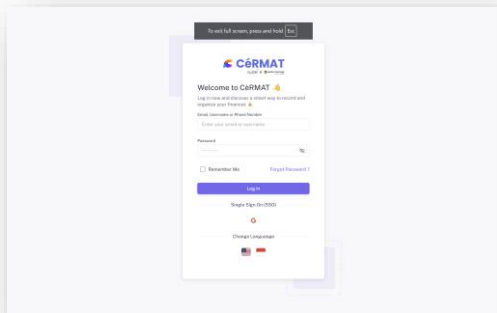 To exit full screen, press and hold Esc
CéRMAT
Welcome to CéRMAT 👋
Log in now and discover a smart way to record and
organize your finances. 🔥
Email, Username or Phone Number
Enter your email or username
Password
Remember Me
Forgot Password ?
Log In
Single Sign On (SSO)
G
Change Language